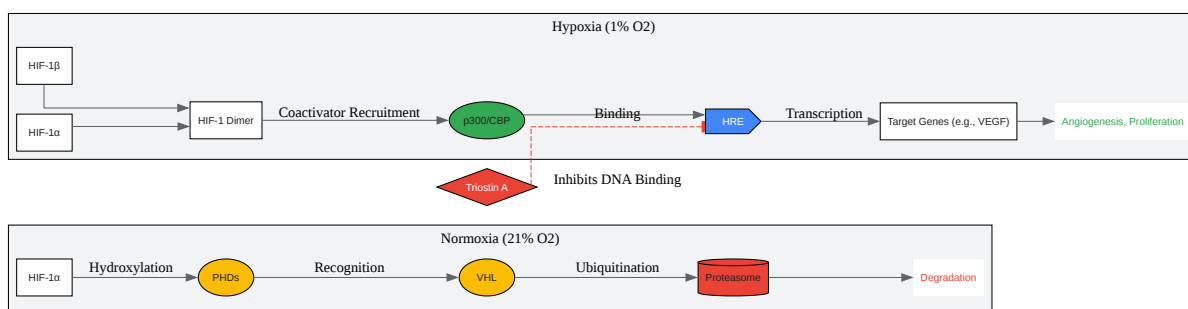 Hypoxia (1% O2)
HIF-1β
HIF-1α
HIF-1 Dimer
Coactivator Recruitment
p300/CBP
Binding
HRE
Transcription
Target Genes (e.g., VEGF)
Angiogenesis, Proliferation
Triostin A
Inhibits DNA Binding
Normoxia (21% O2)
HIF-1α
Hydroxylation
PHDs
Recognition
VHL
Ubiquitination
Proteasome
Degradation